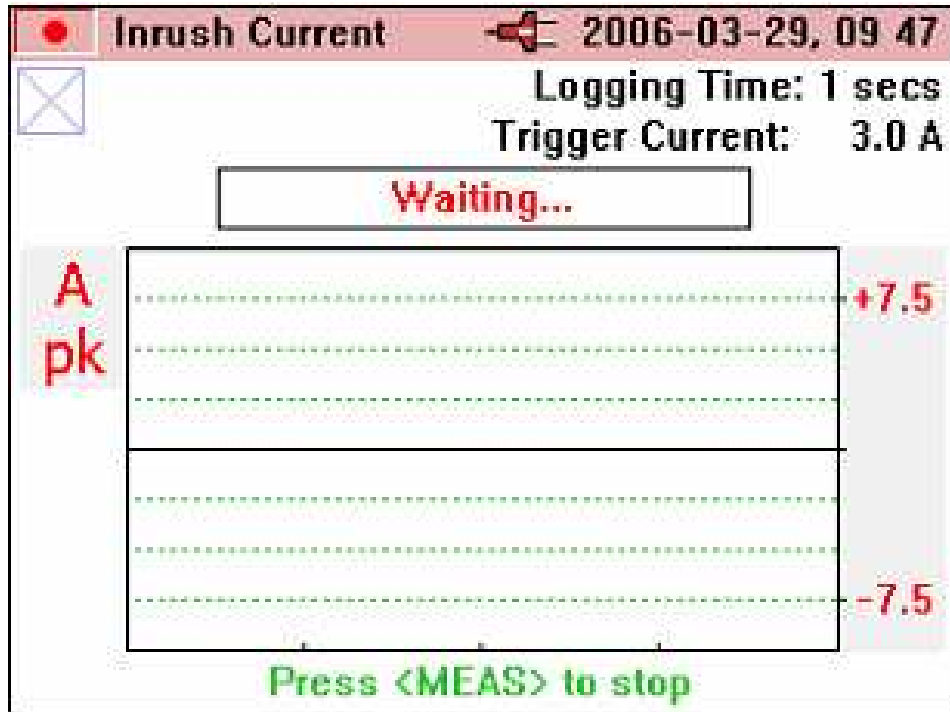 Inrush Current 2006-03-29, 09 47
Logging Time: 1 secs
Trigger Current: 3.0 A
Waiting...
A
pk
+7.5
-7.5
Press <MEAS> to stop